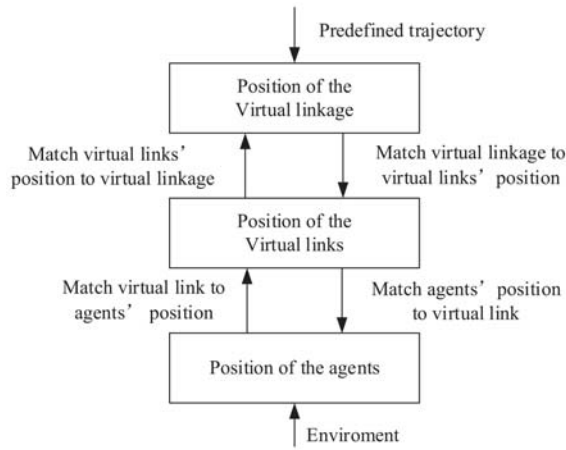 Predefined trajectory
Position of the
Virtual linkage
Match virtual links’
position to virtual linkage
Match virtual linkage to
virtual links’ position
Position of the
Virtual links
Match virtual link to
agents’ position
Match agents’ position
to virtual link
Position of the agents
Enviroment